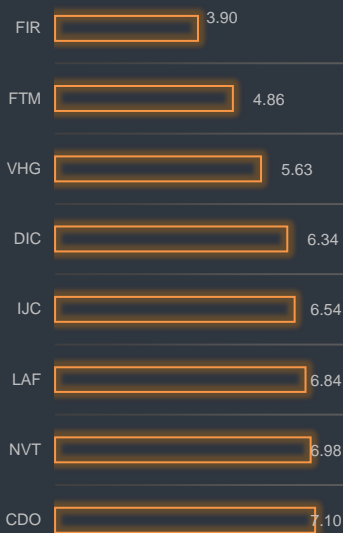 FIR 3.90
FTM 4.86
VHG 5.63
DIC 6.34
IJC 6.54
LAF 6.84
NVT 6.98
CDO 7.10